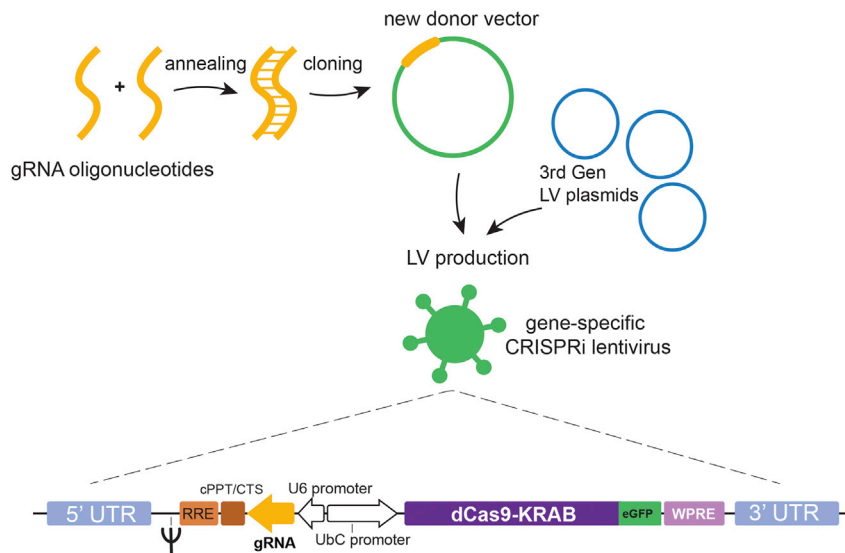 new donor vector
annealing
cloning
+
gRNA oligonucleotides
3rd Gen
LV plasmids
LV production
gene-specific
CRISPRi lentivirus
cPPT/CTS
U6 promoter
5' UTR
RRE
dCas9-KRAB
eGFP
WPRE
3' UTR
Ψ
gRNA
UbC promoter